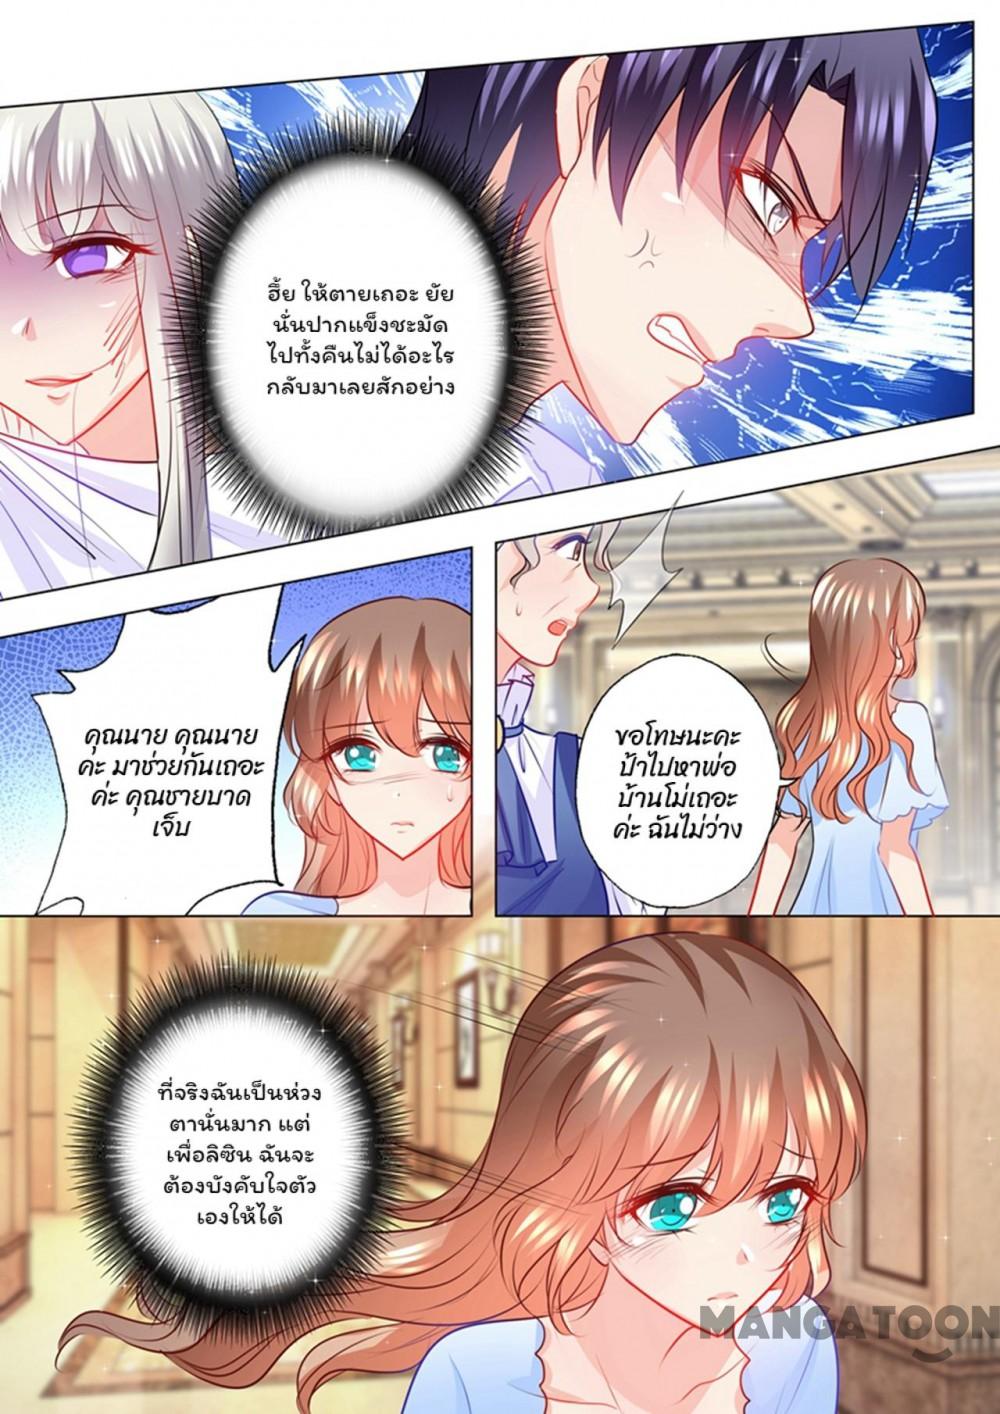 ฮึ้ย ให้ตายเถอะ ยัย
นั่นปากแข็งชะมัด
ไปทั้งคืนไม่ได้อะไร
กลับมาเลยสักอย่าง
คุณนาย คุณนาย
ค่ะ มาช่วยกันเถอะ
ค่ะ คุณชายบาด
เจ็บ
ขอโทษนะคะ
ป้าไปหาพ่อ
บ้านโม่เถอะ
ค่ะ ฉันไม่ว่าง
ที่จริงฉันเป็นห่วง
ตานั่นมาก แต่
เพื่อลิซิน ฉันจะ
ต้องบังคับใจตัว
เองให้ได้
MANGATOON